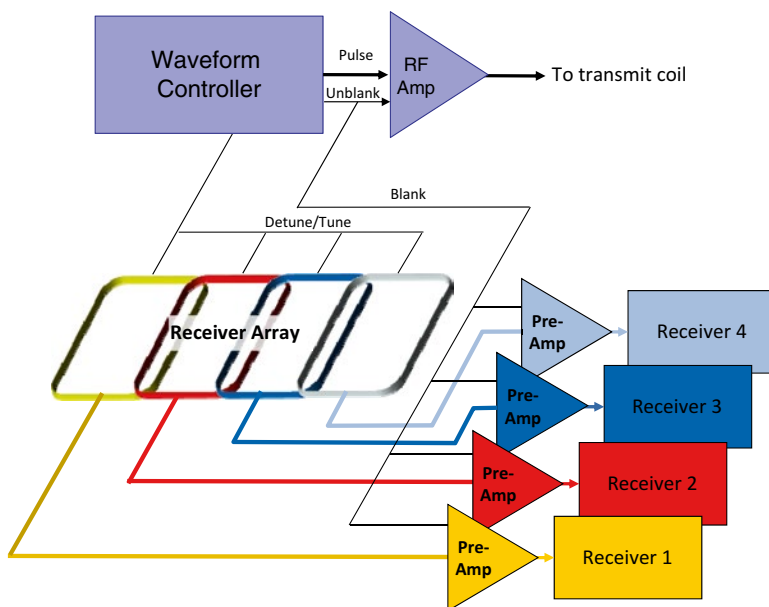 Waveform
Controller
Pulse
Unblank
RF
Amp
To transmit coil
Blank
Detune/Tune
Receiver Array
Pre-
Amp
Receiver 4
Pre-
Amp
Receiver 3
Pre-
Amp
Receiver 2
Pre-
Amp
Receiver 1